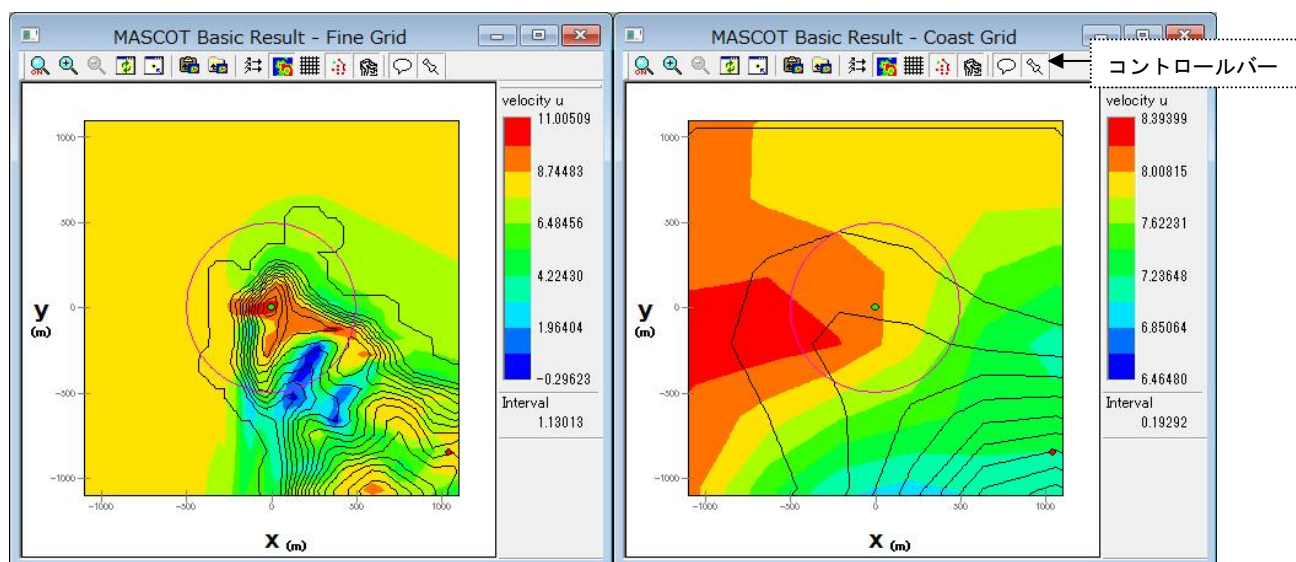 MASCOT Basic Result - Fine Grid
ON
velocity u
11.00509
8.74483
6.48456
4.22430
1.96404
-0.29623
Interval
1.13013
1000
500
0
-500
-1000
y
(m)
-1000
-500
0
500
1000
x (m)
MASCOT Basic Result - Coast Grid
ON
コントロールバー
velocity u
8.39399
8.00815
7.62231
7.23648
6.85064
6.46480
Interval
0.19292
1000
500
0
-500
-1000
y
(m)
-1000
-500
0
500
1000
x (m)